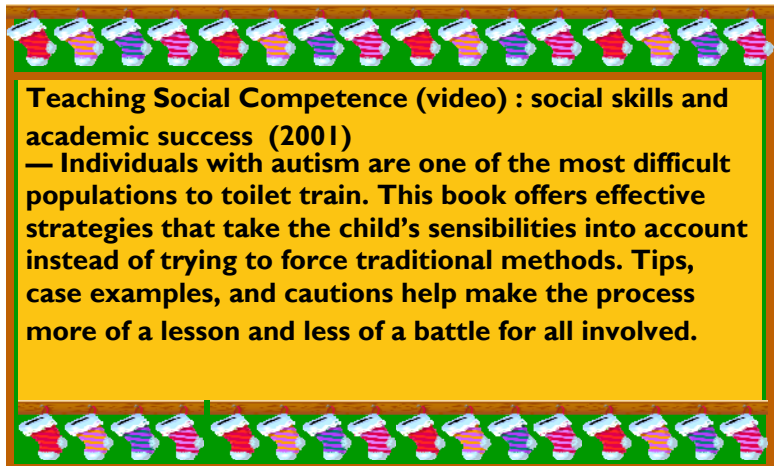 Teaching Social Competence (video) : social skills and
academic success (2001)
— Individuals with autism are one of the most difficult
populations to toilet train. This book offers effective
strategies that take the child’s sensibilities into account
instead of trying to force traditional methods. Tips,
case examples, and cautions help make the process
more of a lesson and less of a battle for all involved.